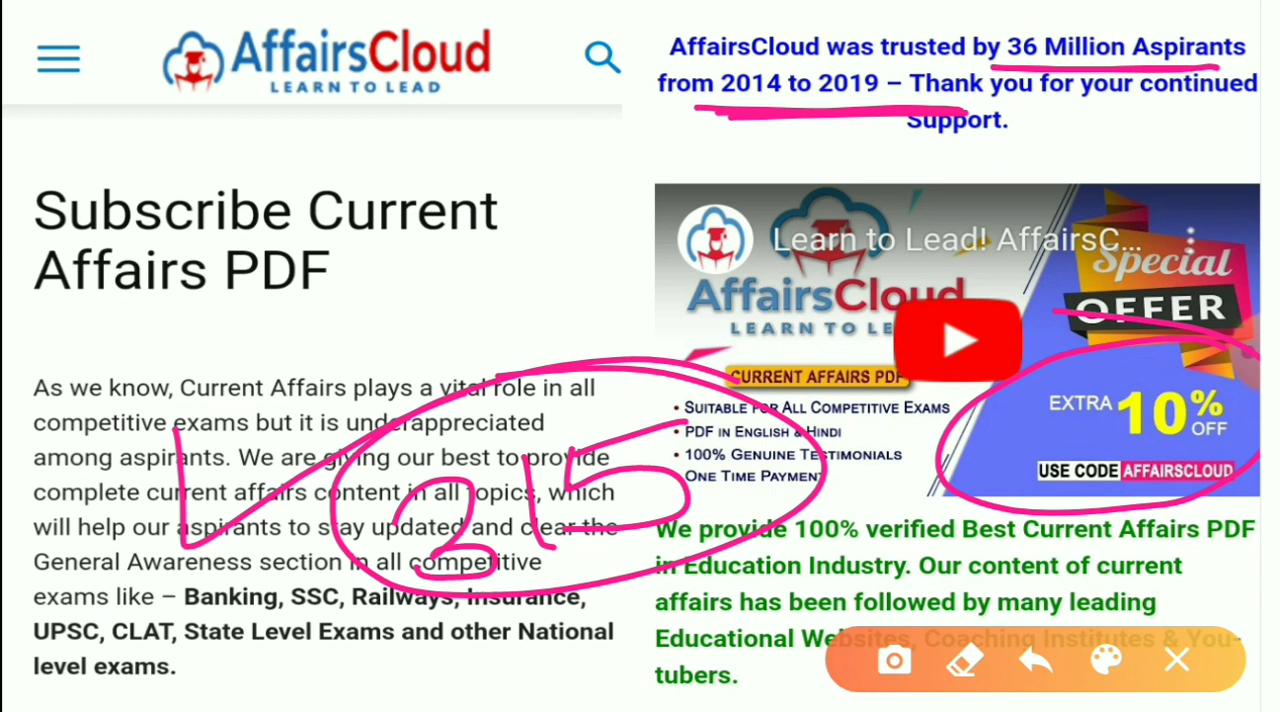 AffairsCloud
LEARN TO LEAD
Subscribe Current
Affairs PDF
As we know, Current Affairs plays a vital role in all
competitive exams but it is underappreciated
among aspirants. We are giving our best to provide
complete current affairs content in all topics, which
will help our aspirants to stay updated and clear the
General Awareness section in all competitive
exams like – Banking, SSC, Railways, Insurance,
UPSC, CLAT, State Level Exams and other National
level exams.
215
AffairsCloud was trusted by 36 Million Aspirants
from 2014 to 2019 – Thank you for your continued
Support.
Learn to Lead! AffairsC...
AffairsCloud
LEARN TO LE
CURRENT AFFAIRS PDF
• SUITABLE FOR ALL COMPETITIVE EXAMS
• PDF IN ENGLISH & HINDI
• 100% GENUINE TESTIMONIALS
ONE TIME PAYMENT
Special
OFFER
EXTRA 10% OFF
USE CODE AFFAIRSCLOUD
We provide 100% verified Best Current Affairs PDF
in Education Industry. Our content of current
affairs has been followed by many leading
Educational Websites, Coaching Institutes & You-
tubers.